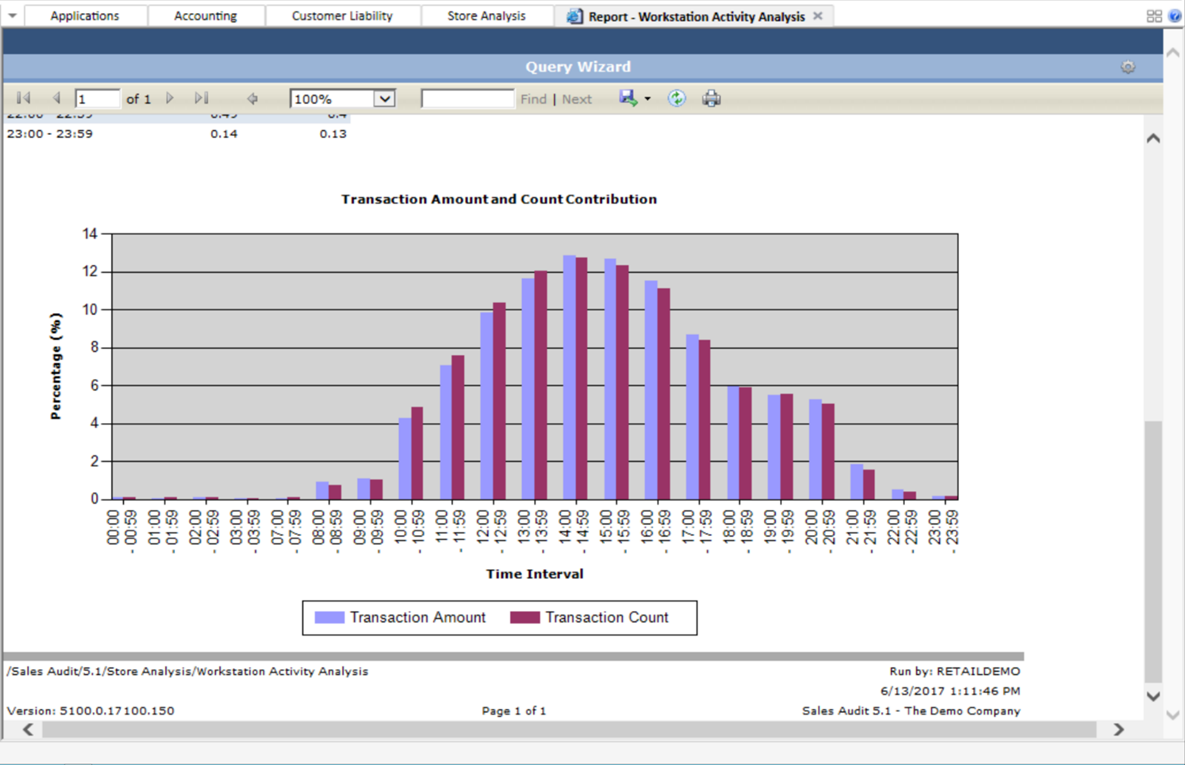 Applications Accounting Customer Liability Store Analysis Report - Workstation Activity Analysis
Query Wizard
1 of 1 100% Find | Next
22:00 - 22:59 0.49 0.4
23:00 - 23:59 0.14 0.13
Transaction Amount and Count Contribution
14
12
10
8
6
4
2
0
Percentage (%)
00:00 - 00:59
01:00 - 01:59
02:00 - 02:59
03:00 - 03:59
07:00 - 07:59
08:00 - 08:59
09:00 - 09:59
10:00 - 10:59
11:00 - 11:59
12:00 - 12:59
13:00 - 13:59
14:00 - 14:59
15:00 - 15:59
16:00 - 16:59
17:00 - 17:59
18:00 - 18:59
19:00 - 19:59
20:00 - 20:59
21:00 - 21:59
22:00 - 22:59
23:00 - 23:59
Time Interval
Transaction Amount Transaction Count
/Sales Audit/5.1/Store Analysis/Workstation Activity Analysis Run by: RETAILDEMO
6/13/2017 1:11:46 PM
Version: 5100.0.17100.150 Page 1 of 1 Sales Audit 5.1 - The Demo Company